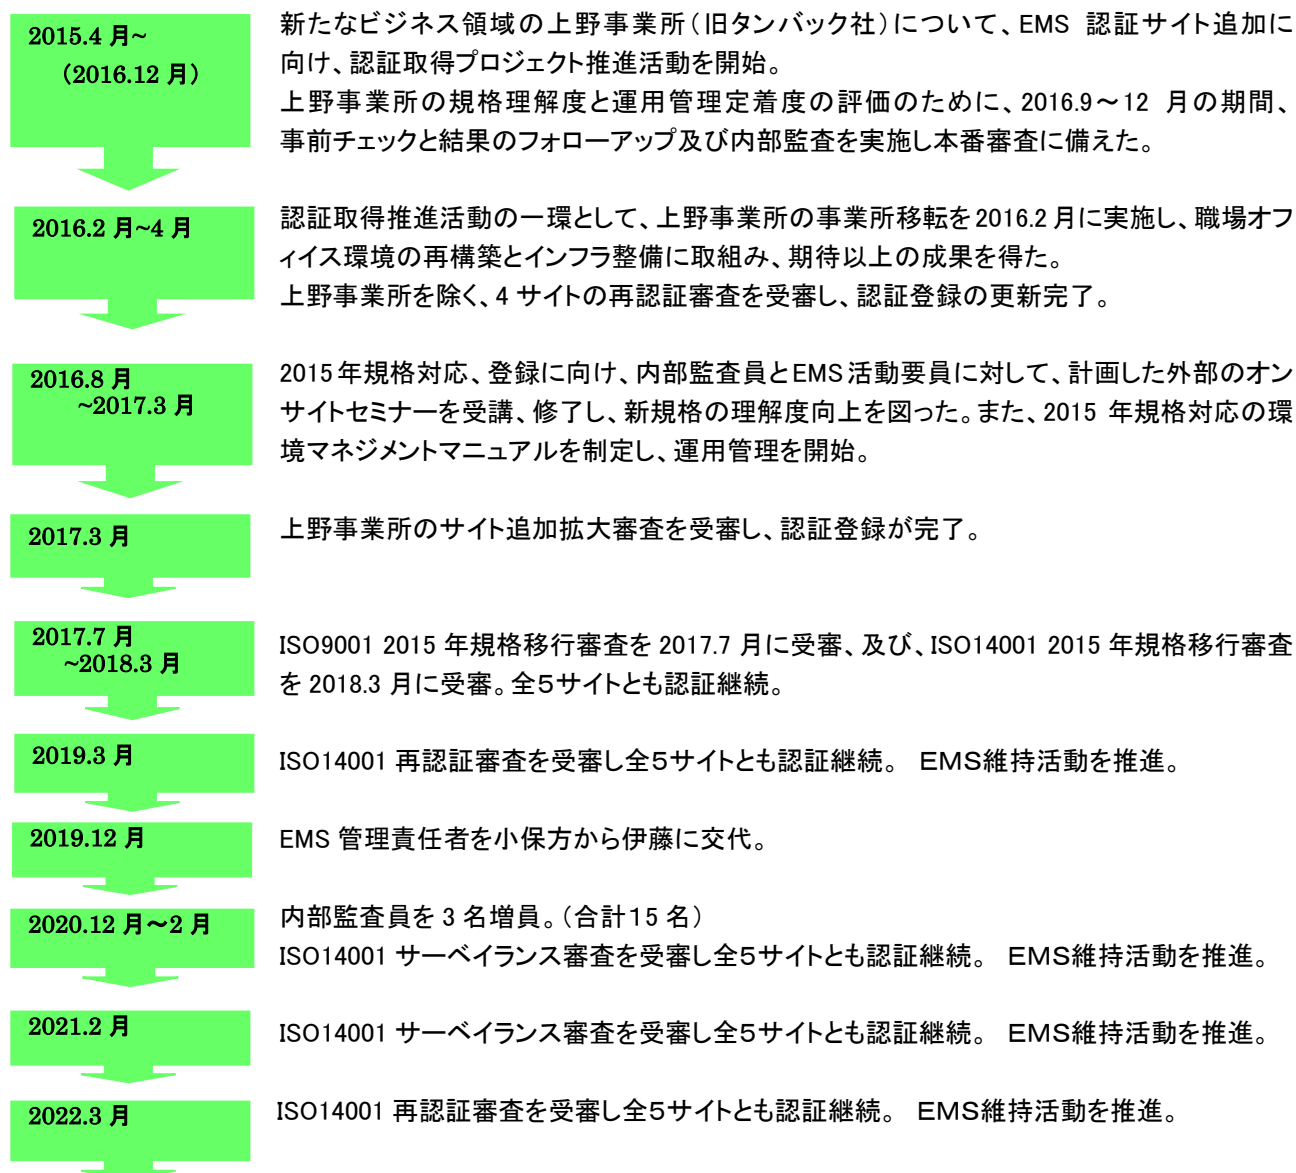 2015.4 月~
(2016.12 月)
新たなビジネス領域の上野事業所（旧タンバック社）について、EMS 認証サイト追加に
向け、認証取得プロジェクト推進活動を開始。
上野事業所の規格理解度と運用管理定着度の評価のために、2016.9～12 月の期間、
事前チェックと結果のフォローアップ及び内部監査を実施し本番審査に備えた。
2016.2 月~4 月
認証取得推進活動の一環として、上野事業所の事業所移転を2016.2 月に実施し、職場オフ
ィイス環境の再構築とインフラ整備に取組み、期待以上の成果を得た。
上野事業所を除く、4 サイトの再認証審査を受審し、認証登録の更新完了。
2016.8 月
~2017.3 月
2015年規格対応、登録に向け、内部監査員とEMS活動要員に対して、計画した外部のオン
サイトセミナーを受講、修了し、新規格の理解度向上を図った。また、2015 年規格対応の環
境マネジメントマニュアルを制定し、運用管理を開始。
2017.3 月
上野事業所のサイト追加拡大審査を受審し、認証登録が完了。
2017.7 月
~2018.3 月
ISO9001 2015 年規格移行審査を 2017.7 月に受審、及び、ISO14001 2015 年規格移行審査
を 2018.3 月に受審。全５サイトとも認証継続。
2019.3 月
ISO14001 再認証審査を受審し全５サイトとも認証継続。　ＥＭＳ維持活動を推進。
2019.12 月
EMS 管理責任者を小保方から伊藤に交代。
2020.12 月～2 月
内部監査員を 3 名増員。（合計１５ 名）
ISO14001 サーベイランス審査を受審し全５サイトとも認証継続。　ＥＭＳ維持活動を推進。
2021.2 月
ISO14001 サーベイランス審査を受審し全５サイトとも認証継続。　ＥＭＳ維持活動を推進。
2022.3 月
ISO14001 再認証審査を受審し全５サイトとも認証継続。　ＥＭＳ維持活動を推進。